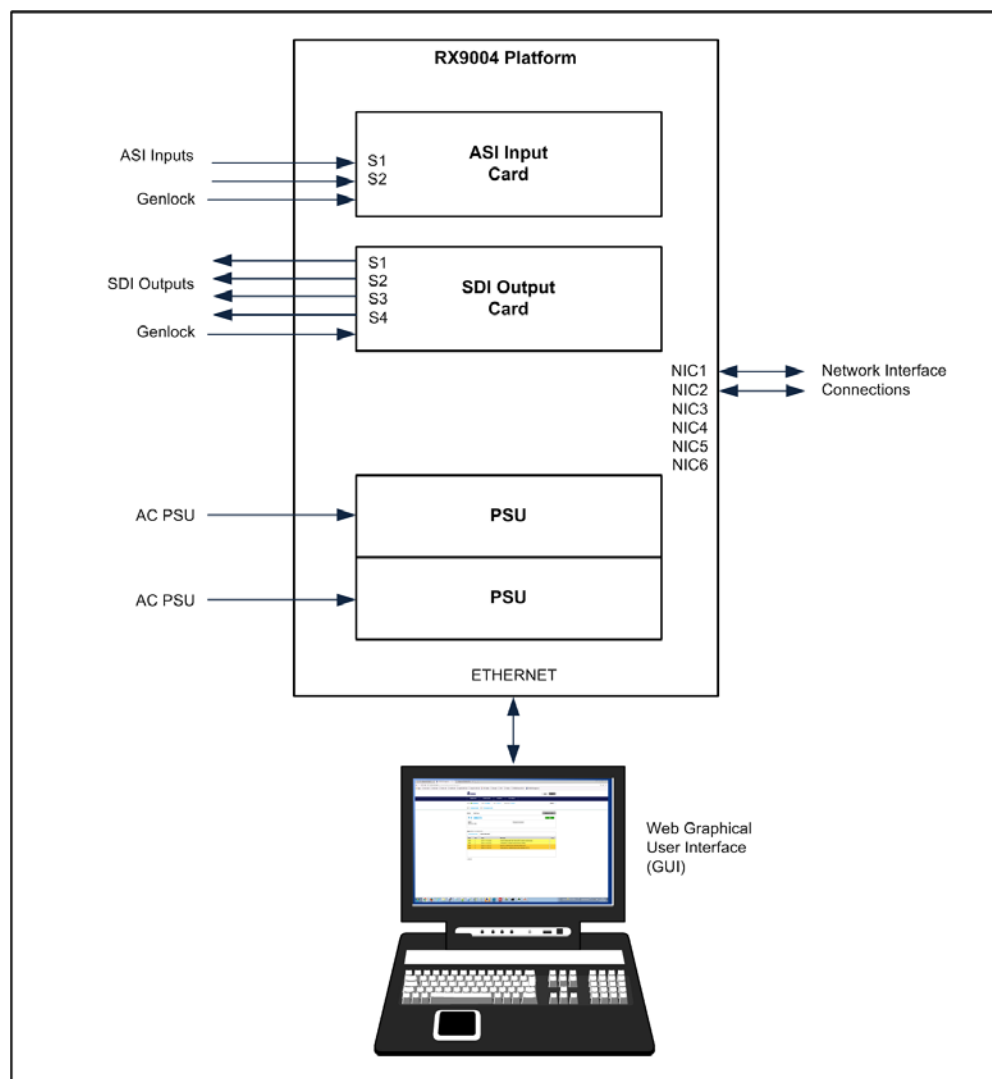 RX9004 Platform
ASI Inputs
S1
S2
Genlock
ASI Input
Card
SDI Outputs
S1
S2
S3
S4
Genlock
SDI Output
Card
NIC1
NIC2
NIC3
NIC4
NIC5
NIC6
Network Interface
Connections
AC PSU
PSU
AC PSU
PSU
ETHERNET
Web Graphical
User Interface
(GUI)